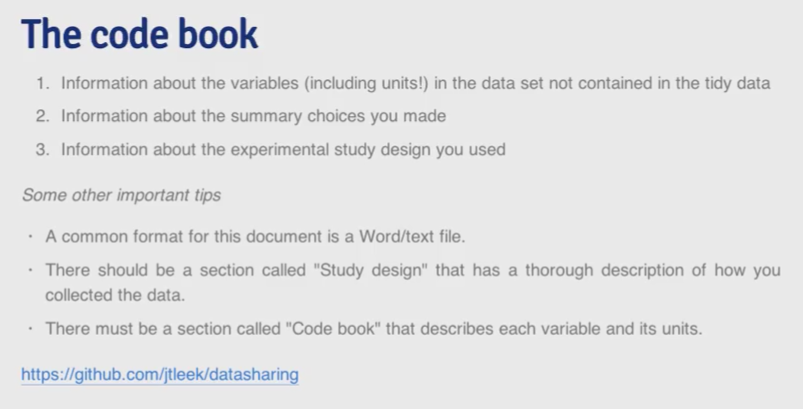 The code book
1. Information about the variables (including units!) in the data set not contained in the tidy data
2. Information about the summary choices you made
3. Information about the experimental study design you used
Some other important tips
· A common format for this document is a Word/text file.
· There should be a section called "Study design" that has a thorough description of how you
collected the data.
· There must be a section called "Code book" that describes each variable and its units.
https://github.com/jtleek/datasharing